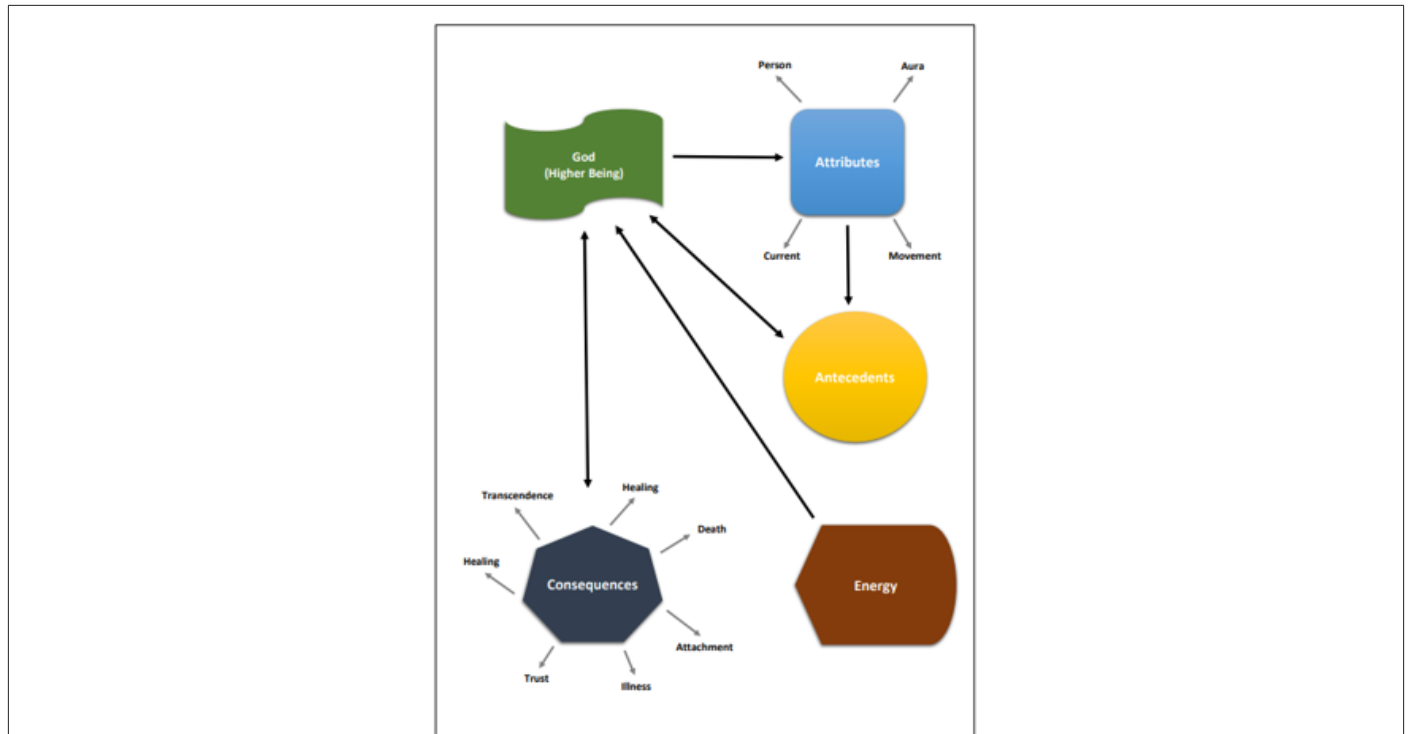 Person
Aura
God
(Higher Being)
Attributes
Current
Movement
Antecedents
Healing
Transcendence
Death
Healing
Consequences
Energy
Attachment
Trust
Illness